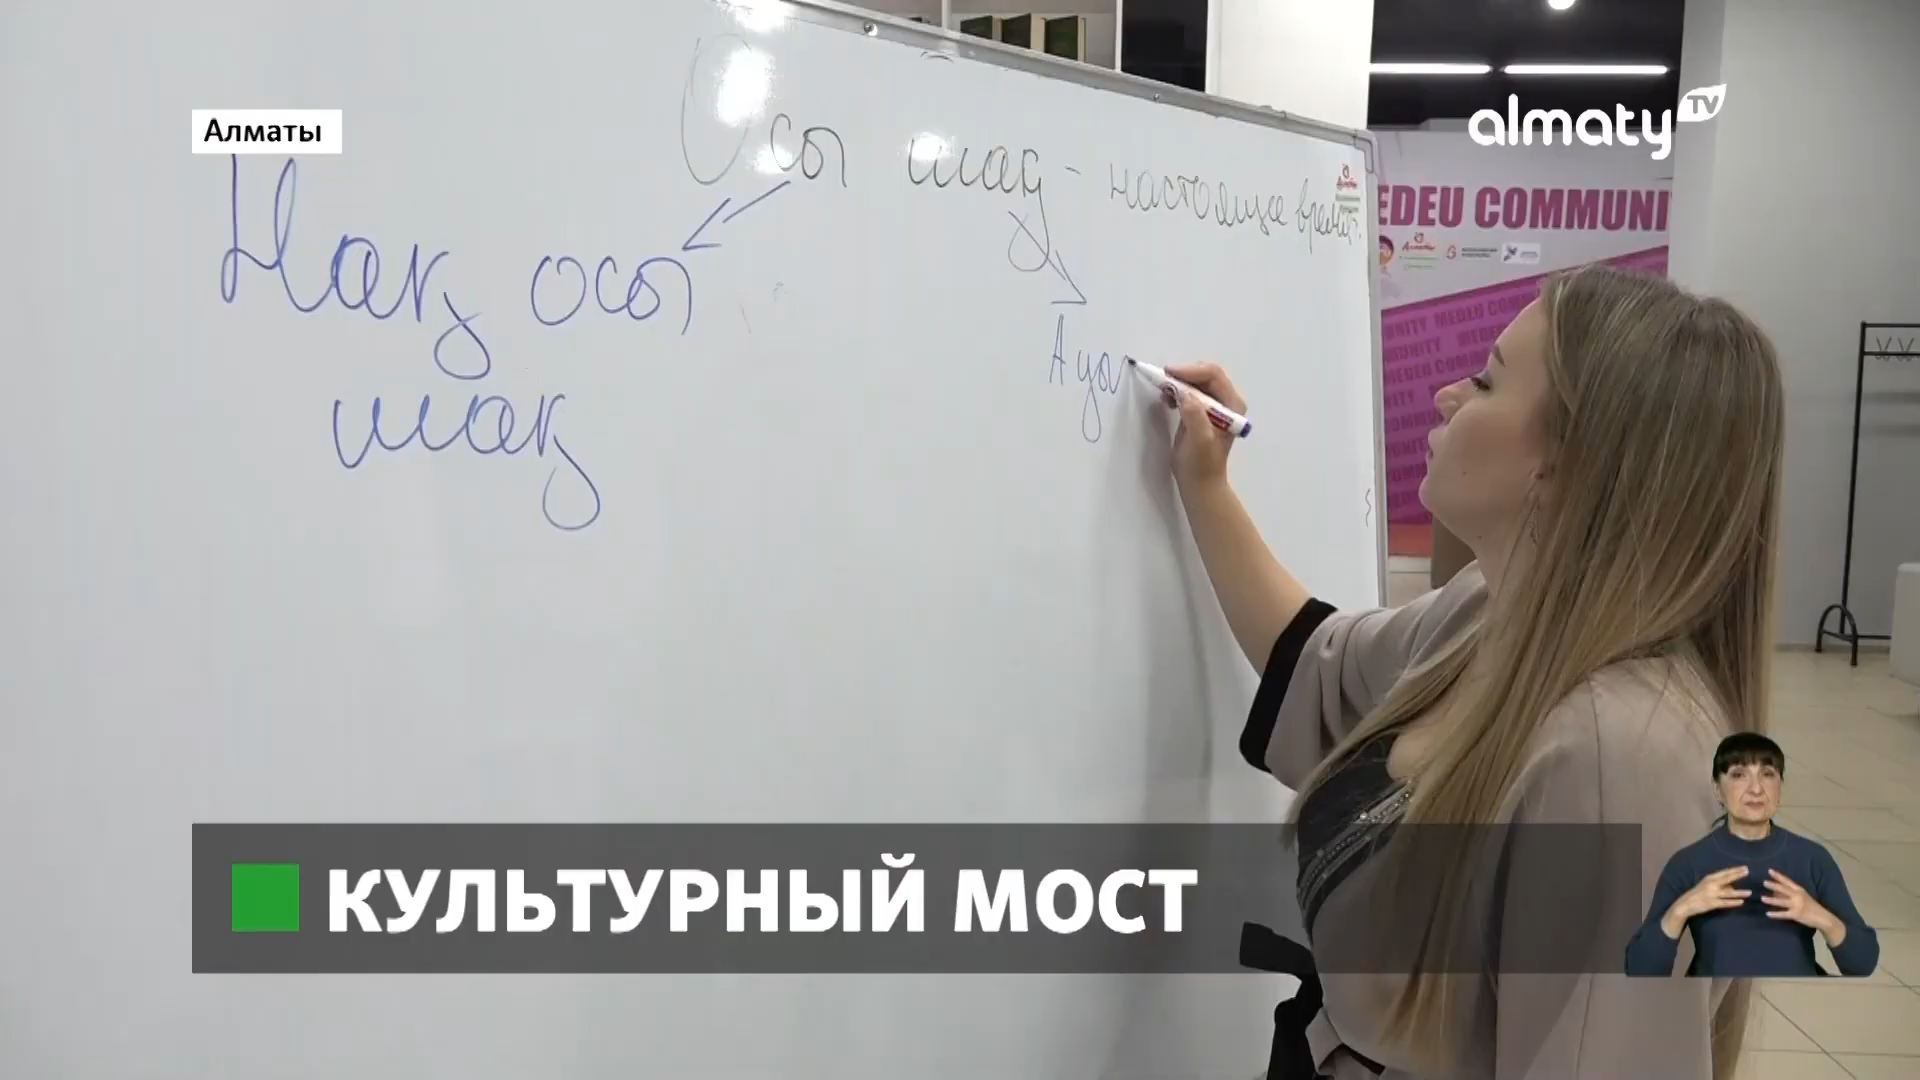 Алматы
almaty TV
Осы шақ - настоящее время.
MEDEU COMMUNI
Нақ осы
шақ
Ауы
КУЛЬТУРНЫЙ МОСТ